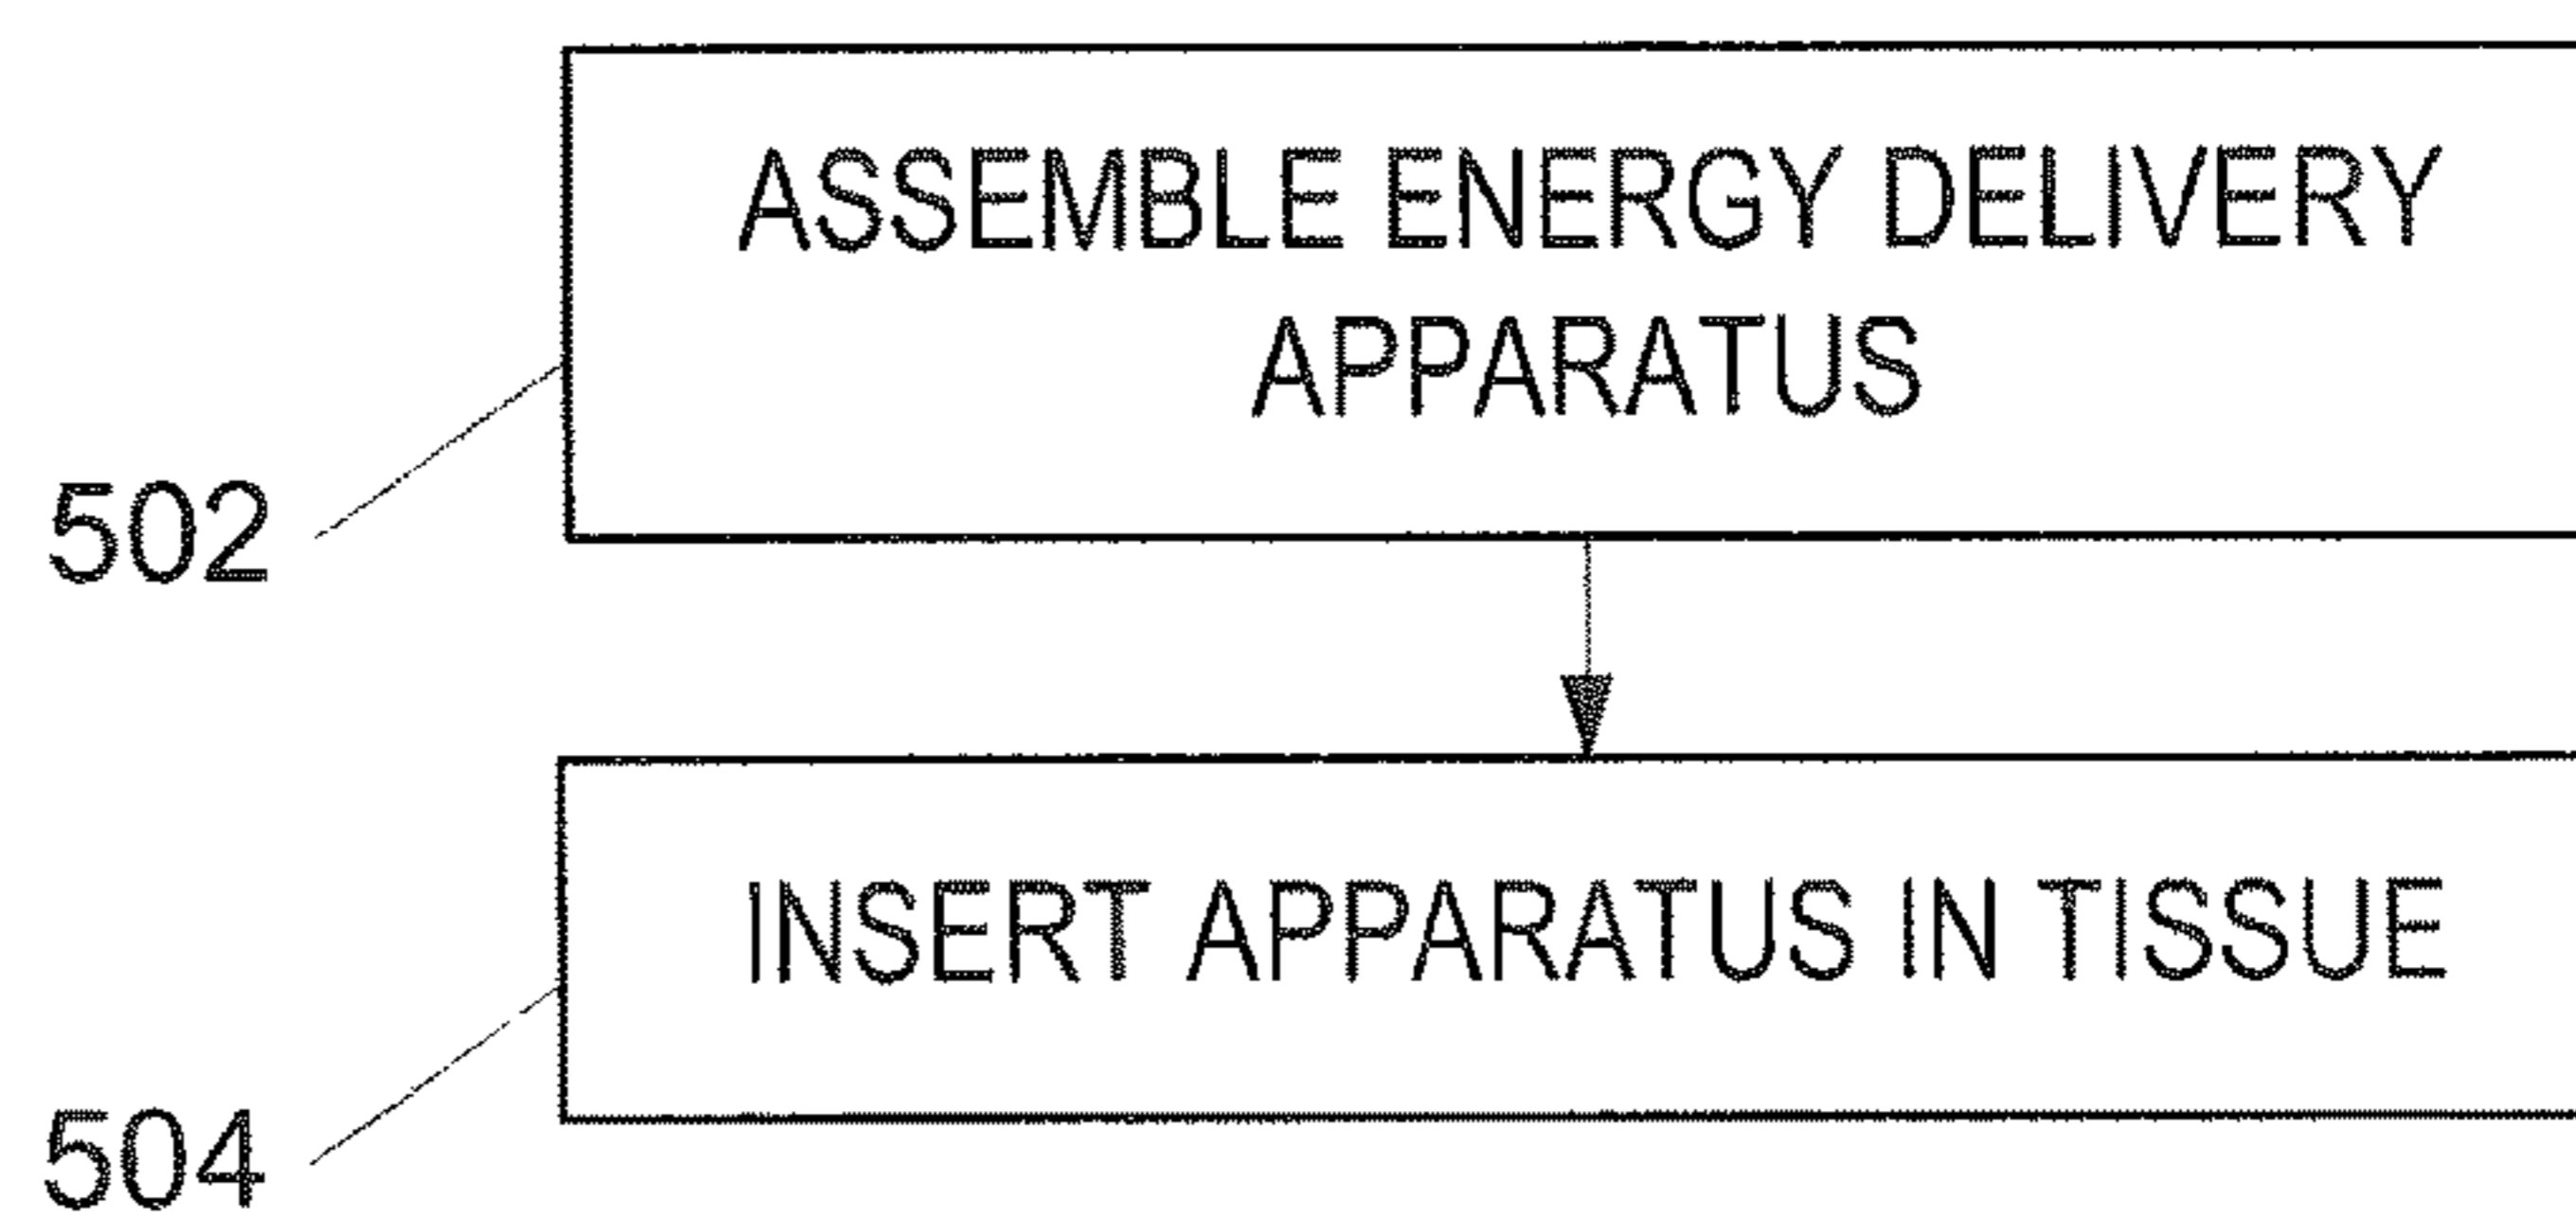 ASSEMBLE ENERGY DELIVERY
APPARATUS
502
INSERT APPARATUS IN TISSUE
504